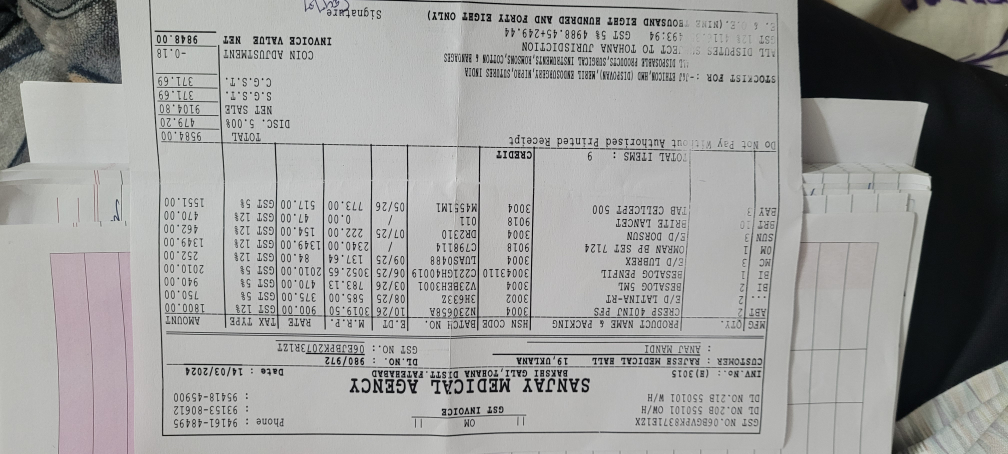 || OM ||
GST INVOICE
GST NO.06BGVPK8371E1ZX
DL NO.20B 550101 OW/H
DL NO.21B 550101 W/H
Phone : 94161-48495
: 93153-80612
: 95418-45900
SANJAY MEDICAL AGENCY
BAKSHI GALI, TOHANA DISTT.FATEHABAD
INV.No.: (H)3015
Date : 14/03/2024
CUSTOMER : RAJESH MEDICAL HALL 19,UKLANA
DL.NO. : 980/972
: ANAJ MANDI
GST NO.: 06EJBPK2073R1ZT
MFG QTY. PRODUCT NAME & PACKING HSN CODE BATCH NO. E.DT M.R.P. RATE TAX TYPE AMOUNT
ABT 2 CRESP 40INJ PFS 3004 N230658A 10/26 3019.50 900.00 GST 12% 1800.00
... 2 E/D LATINA-RT 3002 3HE6332 08/25 585.00 375.00 GST 5% 750.00
BI 2 BESALOG 5ML 3004 VZ3BEH3001 03/26 783.13 470.00 GST 5% 940.00
BI 1 BESALOG PENFIL 30043110 CZ21CGH40019 06/25 3052.65 2010.00 GST 5% 2010.00
MC 3 E/D LUBREX 3004 LUAS0488 09/25 137.64 84.00 GST 12% 252.00
OM 1 OMRAN BP SET 7124 9018 C798114 / 2340.00 1349.00 GST 12% 1349.00
SUN 3 E/D DORSUN 3004 DR2310 07/25 222.00 154.00 GST 12% 462.00
BRT 10 BRITE LANCET 9018 011 / 0.00 47.00 GST 12% 470.00
BAY 3 TAB CELLCEPT 500 3004 M4551M1 05/26 773.00 517.00 GST 5% 1551.00
TOTAL ITEMS : 9 CREDIT
Do Not Pay Without Authorised Printed Receipt
TOTAL 9584.00
DISC. 5.00% 479.20
NET SALE 9104.80
S.G.S.T. 371.69
C.G.S.T. 371.69
COIN ADJUSTMENT -0.18
INVOICE VALUE NET 9848.00
STOCKIST FOR :-J&J ETHICON,HMD (DISPOVAN),MERIL ENDOSURGERY,NIPRO,SUTURES INDIA
ALL DISPOSABLE PRODUCTS,SURGICAL INSTRUMENTS,ROMSONS,COTTON & BANDAGES
ALL DISPUTES SUBJECT TO TOHANA JURISDICTION
GST 12% 493.94 GST 5% 4988.45+249.44
E. & O.E.(NINE THOUSAND EIGHT HUNDRED AND FORTY EIGHT ONLY)
Signature